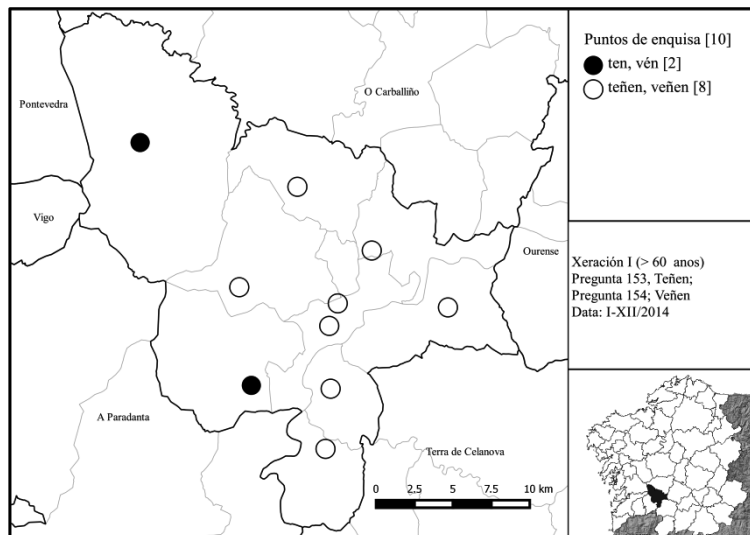 Puntos de enquisa [10]
ten, vén [2]
teñen, veñen [8]
Pontevedra
O Carballiño
Vigo
Ourense
A Paradanta
Terra de Celanova
0 2,5 5 7,5 10 km
Xeración I (> 60 anos)
Pregunta 153, Teñen;
Pregunta 154; Veñen
Data: I-XII/2014